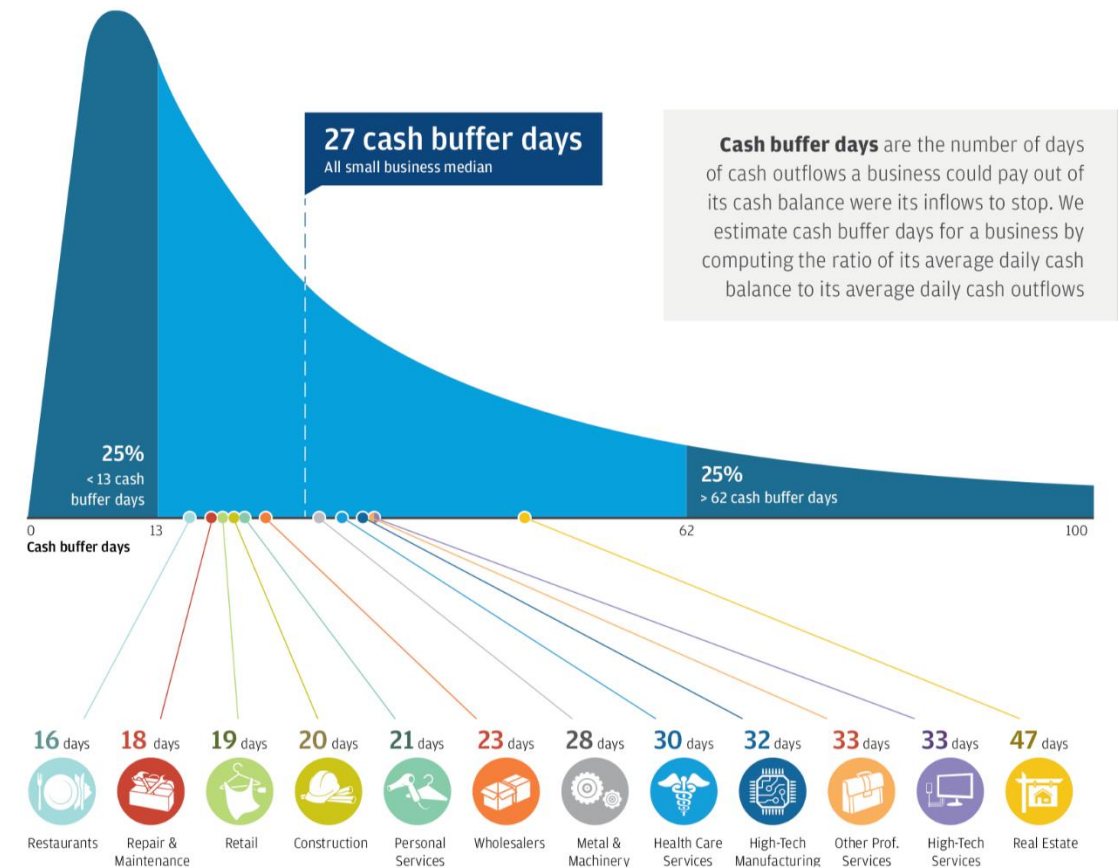 27 cash buffer days
All small business median
Cash buffer days are the number of days
of cash outflows a business could pay out of
its cash balance were its inflows to stop. We
estimate cash buffer days for a business by
computing the ratio of its average daily cash
balance to its average daily cash outflows
25%
< 13 cash
buffer days
25%
> 62 cash buffer days
0 13 62 100
Cash buffer days
16 days 18 days 19 days 20 days 21 days 23 days 28 days 30 days 32 days 33 days 33 days 47 days
Restaurants Repair & Retail Construction Personal Wholesalers Metal & Health Care High-Tech Other Prof. High-Tech Real Estate
Maintenance Services Machinery Services Manufacturing Services Services